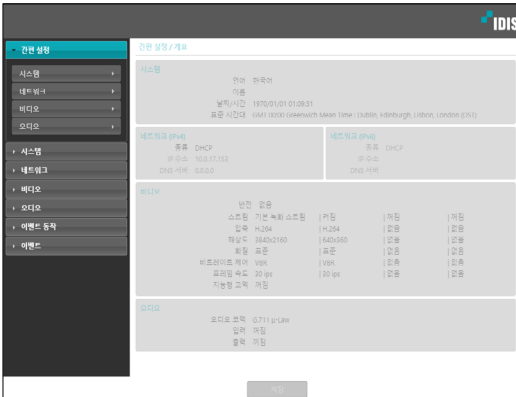 IDIS
간편 설정
간편 설정 / 개요
시스템
네트워크
비디오
오디오
시스템
네트워크
비디오
오디오
이벤트 동작
이벤트
시스템
언어 한국어
이름
날짜/시간 1970/01/01 01:09:31
표준 시간대 GMT 00:00 Greenwich Mean Time : Dublin, Edinburgh, Lisbon, London (DST)
네트워크 (IPv4)
종류 DHCP
IP 주소 10.0.17.153
DNS 서버 0.0.0.0
네트워크 (IPv6)
종류 DHCP
IP 주소
DNS 서버
비디오
반전 없음
스트림 기본 녹화 스트림 | 켜짐 | 꺼짐 | 꺼짐
압축 H.264 | H.264 | 없음 | 없음
해상도 3840x2160 | 640x360 | 없음 | 없음
화질 표준 | 표준 | 없음 | 없음
비트레이트 제어 VBR | VBR | 없음 | 없음
프레임 속도 30 ips | 30 ips | 없음 | 없음
지능형 코덱 꺼짐
오디오
오디오 코덱 G.711 μ-Law
입력 꺼짐
출력 꺼짐
저장